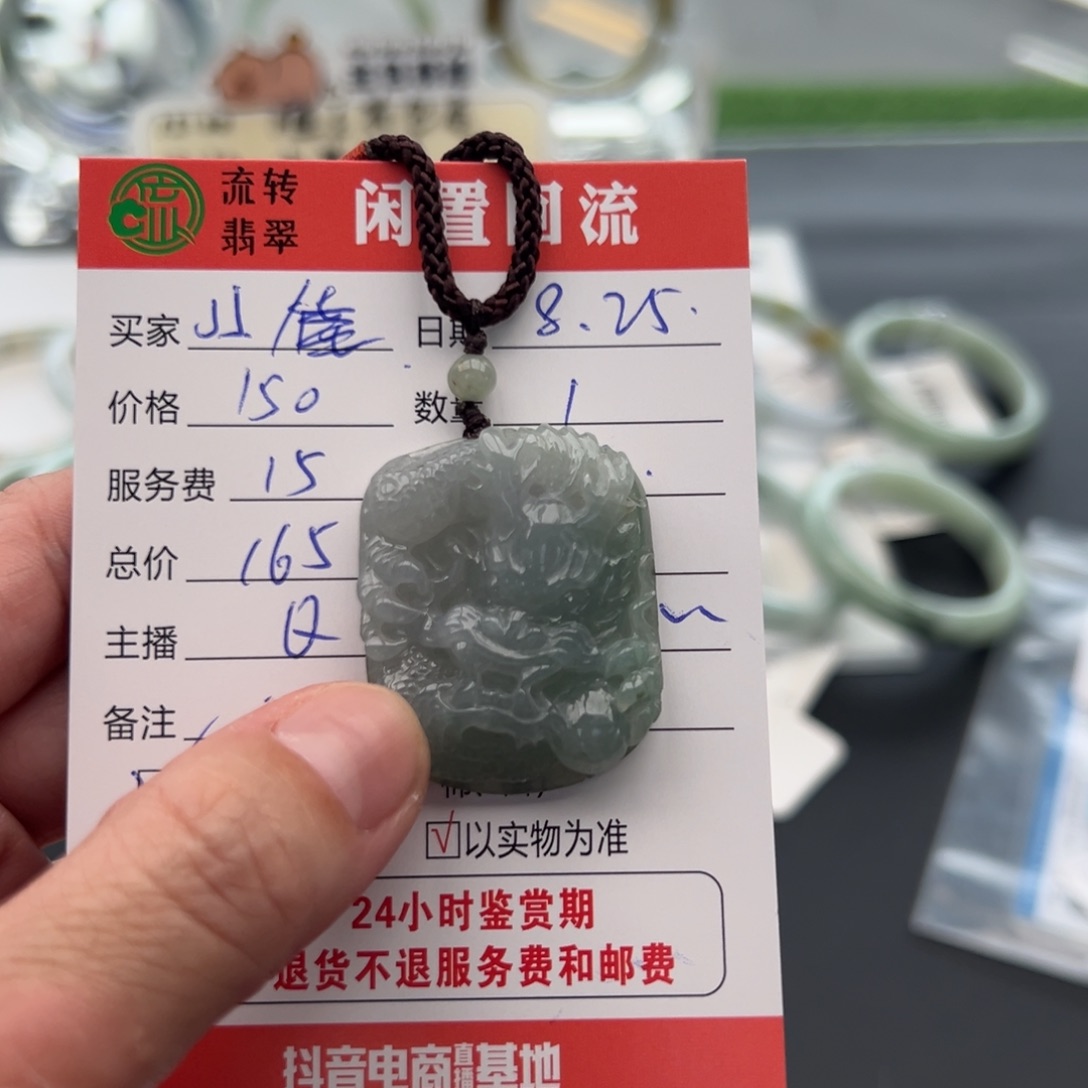 流转 闲置回流
翡翠
买家 山 日期 8.25.
价格 150 数量 1
服务费 15
总价 165
主播 Q
备注
☑以实物为准
24小时鉴赏期
退货不退服务费和邮费
抖音电商直播基地